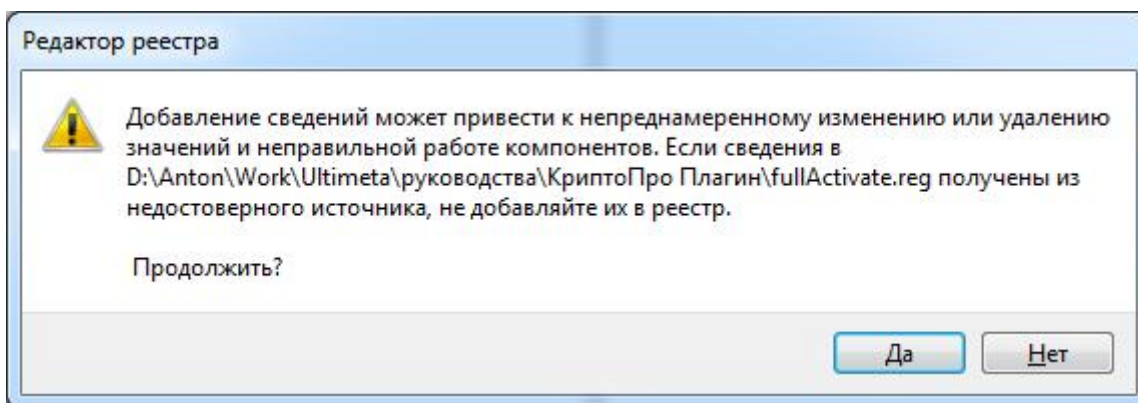 Редактор реестра
Добавление сведений может привести к непреднамеренному изменению или удалению
значений и неправильной работе компонентов. Если сведения в
D:\Anton\Work\Ultimeta\руководства\КриптоПро Плагин\fullActivate.reg получены из
недостоверного источника, не добавляйте их в реестр.
Продолжить?
Да
Нет